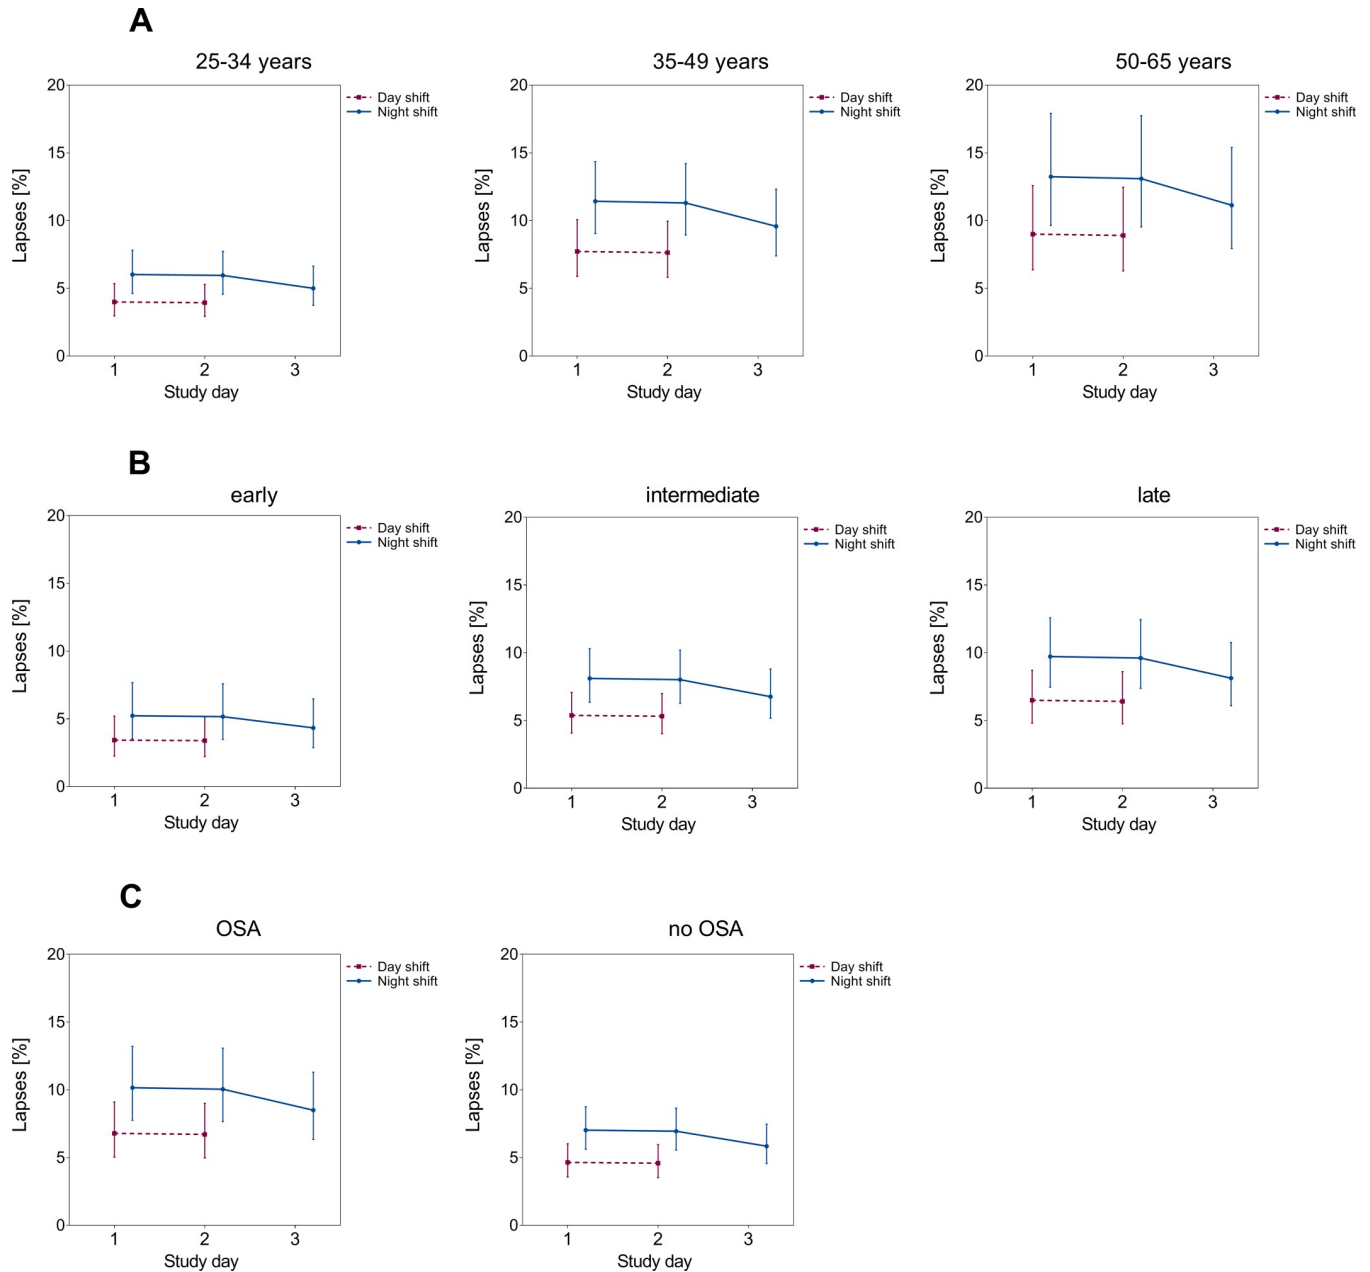 A
25-34 years
35-49 years
50-65 years
20
15
10
5
0
Lapses [%]
1 2 3
Study day
Day shift
Night shift
20
15
10
5
0
Lapses [%]
1 2 3
Study day
Day shift
Night shift
20
15
10
5
0
Lapses [%]
1 2 3
Study day
Day shift
Night shift
B
early
intermediate
late
20
15
10
5
0
Lapses [%]
1 2 3
Study day
Day shift
Night shift
20
15
10
5
0
Lapses [%]
1 2 3
Study day
Day shift
Night shift
20
15
10
5
0
Lapses [%]
1 2 3
Study day
Day shift
Night shift
C
OSA
no OSA
20
15
10
5
0
Lapses [%]
1 2 3
Study day
Day shift
Night shift
20
15
10
5
0
Lapses [%]
1 2 3
Study day
Day shift
Night shift